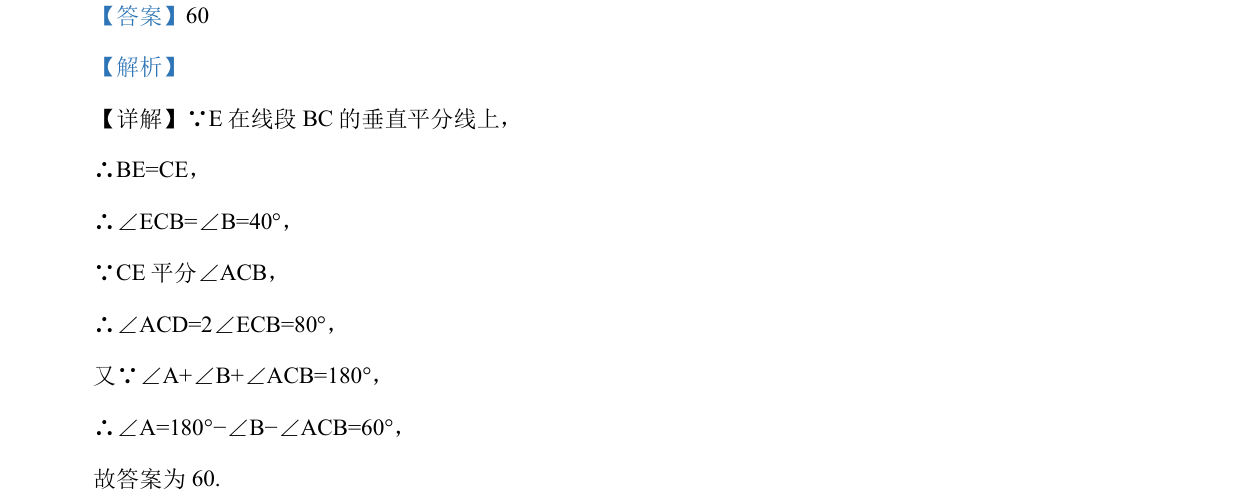 【答案】60
【解析】
【详解】∵E 在线段 BC 的垂直平分线上，
∴BE=CE，
∴∠ECB=∠B=40°，
∵CE 平分∠ACB，
∴∠ACD=2∠ECB=80°，
又∵∠A+∠B+∠ACB=180°，
∴∠A=180°−∠B−∠ACB=60°，
故答案为 60.